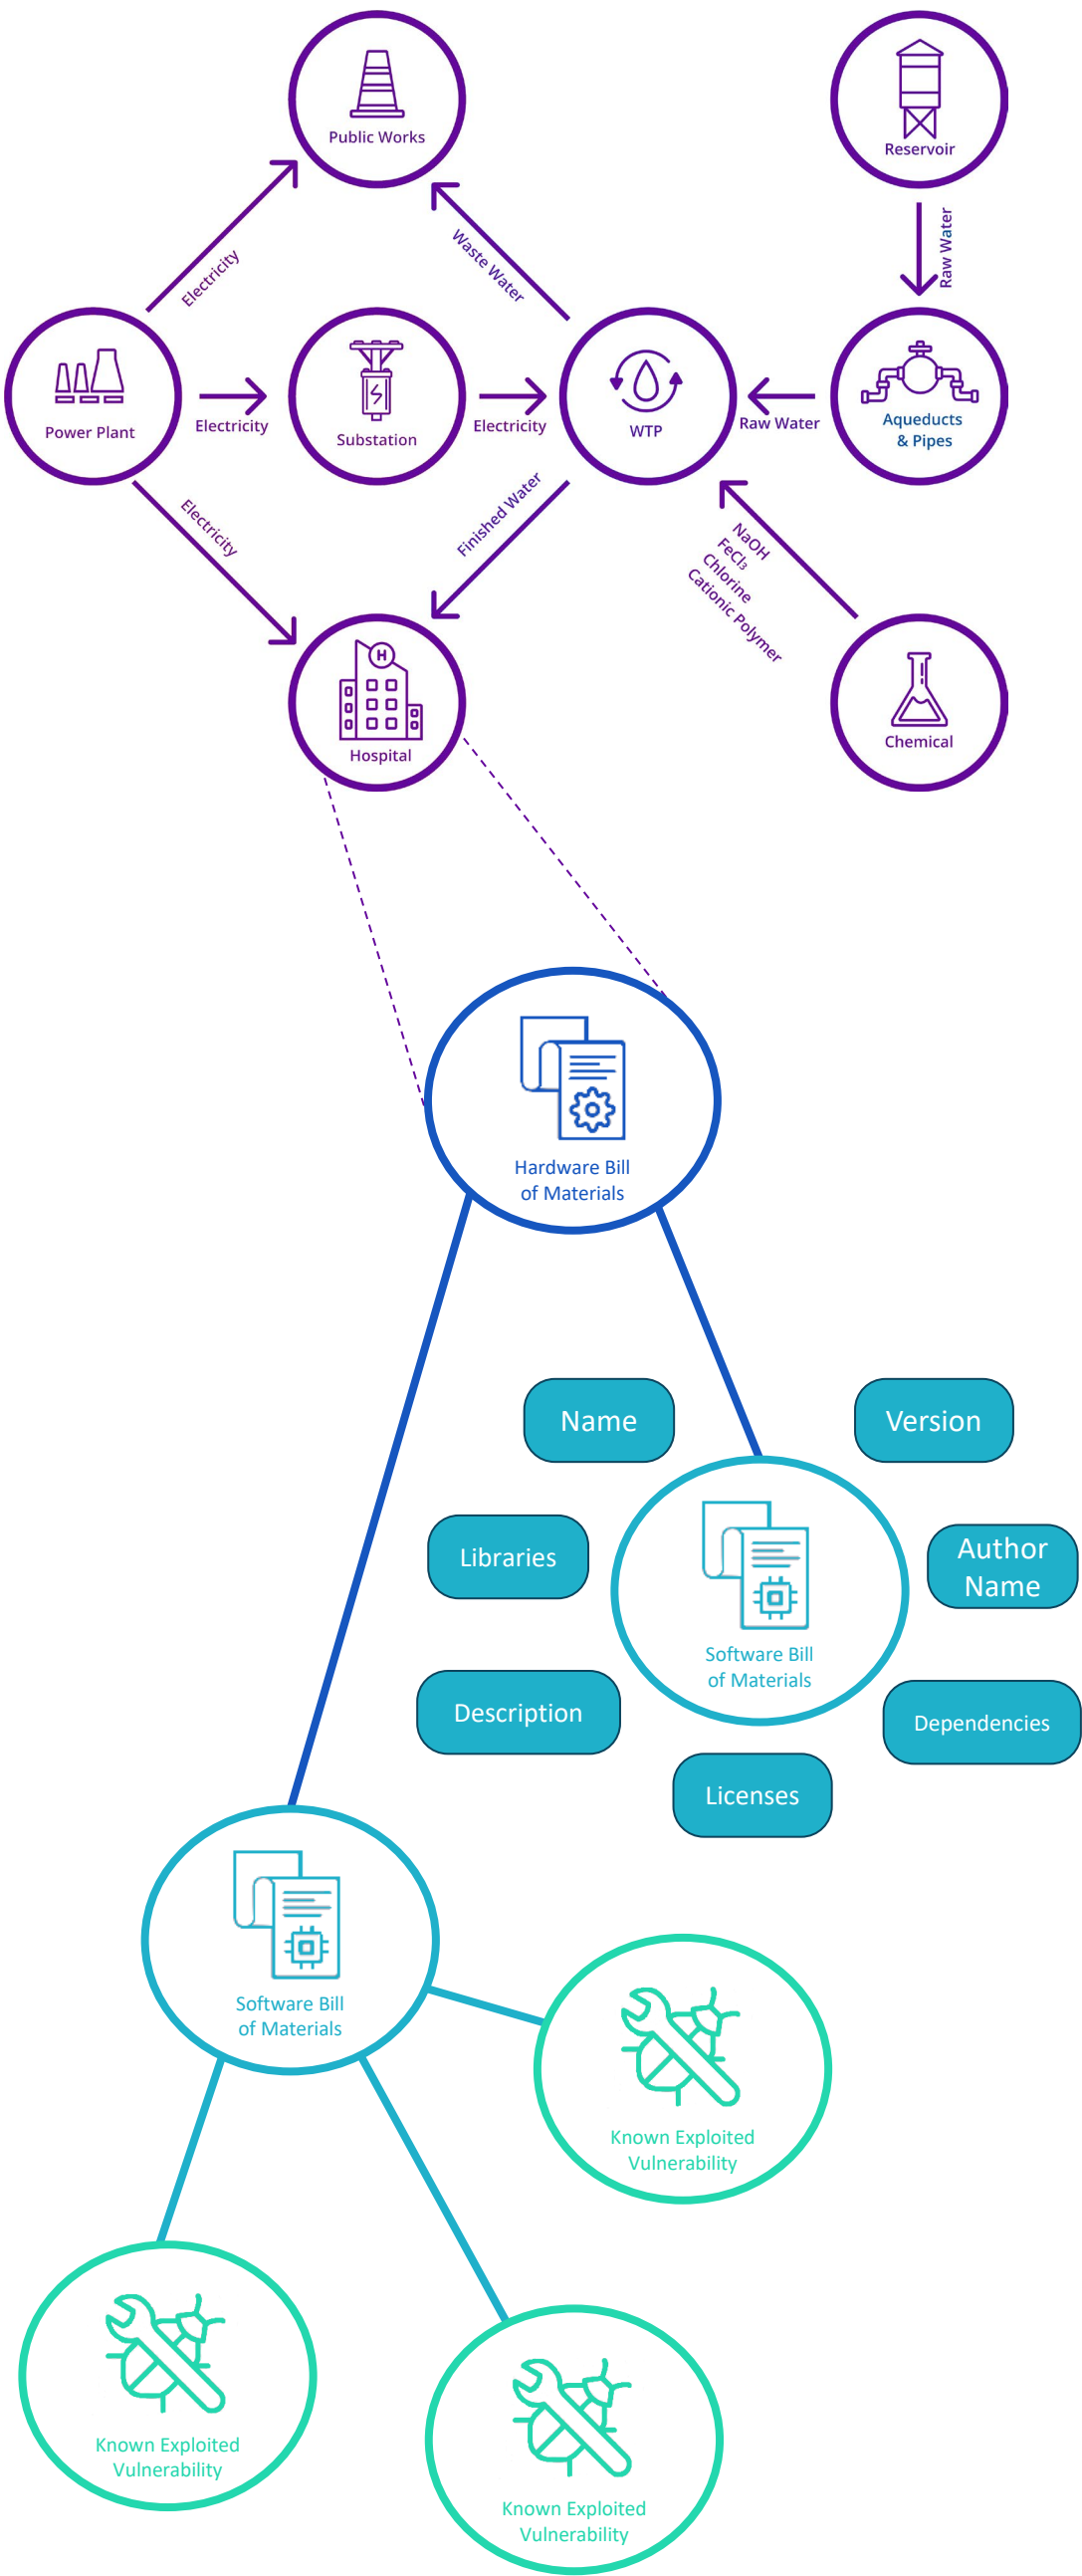 Public Works
Reservoir
Electricity
Waste Water
Raw Water
Power Plant
Electricity
Substation
Electricity
WTP
Raw Water
Aqueducts
& Pipes
Electricity
Finished Water
NaOH
FeCl₃
Chlorine
Cationic Polymer
Hospital
Chemical
Hardware Bill
of Materials
Name
Version
Libraries
Author
Name
Software Bill
of Materials
Description
Dependencies
Licenses
Software Bill
of Materials
Known Exploited
Vulnerability
Known Exploited
Vulnerability
Known Exploited
Vulnerability